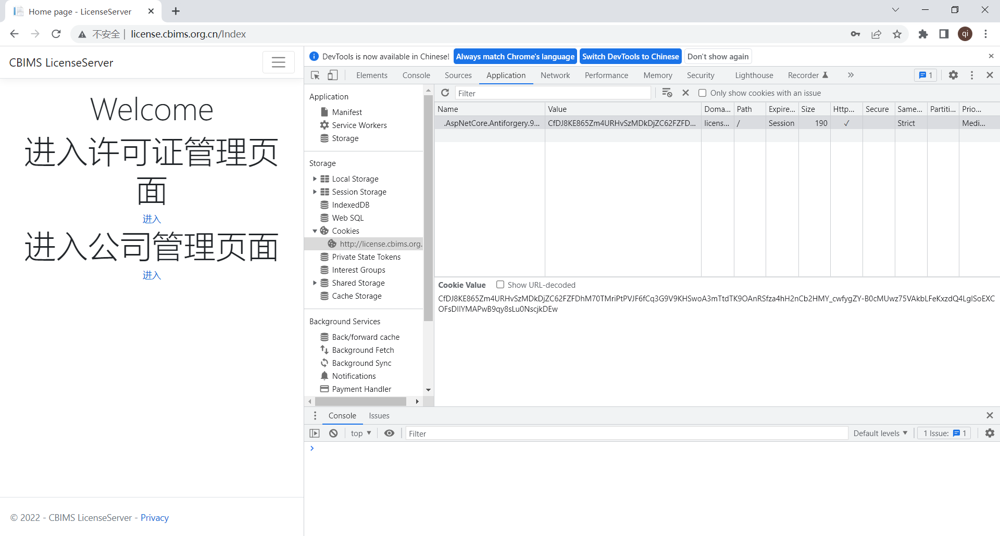 Home page - LicenseServer
不安全 | license.cbims.org.cn/Index
qi
CBIMS LicenseServer
Welcome
进入许可证管理页
面
进入
进入公司管理页面
进入
© 2022 - CBIMS LicenseServer - Privacy
DevTools is now available in Chinese! Always match Chrome's language Switch DevTools to Chinese Don't show again
Elements Console Sources Application Network Performance Memory Security Lighthouse Recorder 1
Application
Manifest
Service Workers
Storage
Storage
Local Storage
Session Storage
IndexedDB
Web SQL
Cookies
http://license.cbims.org.
Private State Tokens
Interest Groups
Shared Storage
Cache Storage
Background Services
Back/forward cache
Background Fetch
Background Sync
Notifications
Payment Handler
Filter Only show cookies with an issue
Name Value Doma... Path Expire... Size Http... Secure Same... Partiti... Prio...
.AspNetCore.Antiforgery.9... CfDJ8KE865Zm4URHvSzMDkDjZC62FZFD... licens... / Session 190 ✓ Strict Medi...
Cookie Value Show URL-decoded
CfDJ8KE865Zm4URHvSzMDkDjZC62FZFDhM70TMriPtPVJF6fCq3G9V9KHSwoA3mTtdTK9OAnRSfza4hH2nCb2HMY_cwfygZY-B0cMUwz75VAkbLFeKxzdQ4LgISoEXC
OFsDIlYMAPwB9qy8sLu0NscjkDEw
Console Issues
top Filter Default levels 1 Issue: 1